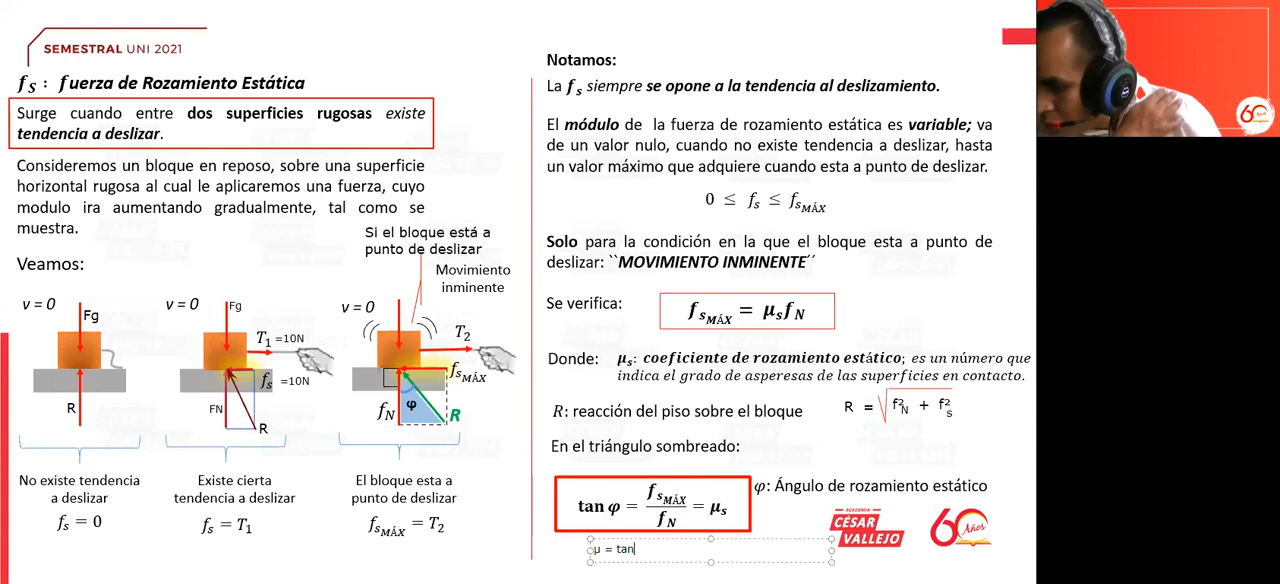 SEMESTRAL UNI 2021
f_S : fuerza de Rozamiento Estática
Surge cuando entre dos superficies rugosas existe
tendencia a deslizar.
Consideremos un bloque en reposo, sobre una superficie
horizontal rugosa al cual le aplicaremos una fuerza, cuyo
modulo ira aumentando gradualmente, tal como se
muestra.
Veamos:
Si el bloque está a
punto de deslizar
Movimiento
inminente
v = 0
Fg
R
v = 0
Fg
T₁ =10N
f_s =10N
FN
R
v = 0
T₂
f_sMÁX
f_N
φ
R
No existe tendencia
a deslizar
f_s = 0
Existe cierta
tendencia a deslizar
f_s = T₁
El bloque esta a
punto de deslizar
f_sMÁX = T₂
Notamos:
La f_s siempre se opone a la tendencia al deslizamiento.
El módulo de la fuerza de rozamiento estática es variable; va
de un valor nulo, cuando no existe tendencia a deslizar, hasta
un valor máximo que adquiere cuando esta a punto de deslizar.
0 ≤ f_s ≤ f_sMÁX
Solo para la condición en la que el bloque esta a punto de
deslizar: ``MOVIMIENTO INMINENTE´´
Se verifica:
f_sMÁX = μ_s f_N
Donde: μ_s: coeficiente de rozamiento estático; es un número que
indica el grado de asperesas de las superficies en contacto.
R: reacción del piso sobre el bloque
R = √ f²_N + f²_s
En el triángulo sombreado:
tan φ = f_sMÁX / f_N = μ_s
φ: Ángulo de rozamiento estático
μ = tan
ACADEMIA
CÉSAR
VALLEJO
60 Años
60 Años